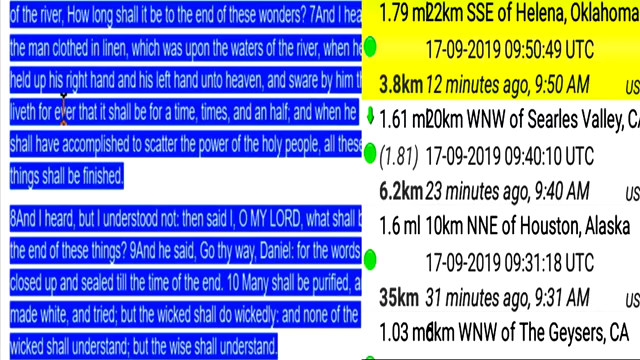 of the river, How long shall it be to the end of these wonders? 7And I hea
the man clothed in linen, which was upon the waters of the river, when he
held up his right hand and his left hand unto heaven, and sware by him t
liveth for ever that it shall be for a time, times, and an half; and when he
shall have accomplished to scatter the power of the holy people, all these
things shall be finished.
8And I heard, but I understood not: then said I, O MY LORD, what shall b
the end of these things? 9And he said, Go thy way, Daniel: for the words
closed up and sealed till the time of the end. 10 Many shall be purified, a
made white, and tried; but the wicked shall do wickedly: and none of the
wicked shall understand; but the wise shall understand.
1.79 ml 22km SSE of Helena, Oklahoma
17-09-2019 09:50:49 UTC
3.8km 12 minutes ago, 9:50 AM US
1.61 ml 20km WNW of Searles Valley, CA
(1.81) 17-09-2019 09:40:10 UTC
6.2km 23 minutes ago, 9:40 AM US
1.6 ml 10km NNE of Houston, Alaska
17-09-2019 09:31:18 UTC
35km 31 minutes ago, 9:31 AM US
1.03 WNW of The Geysers, CA